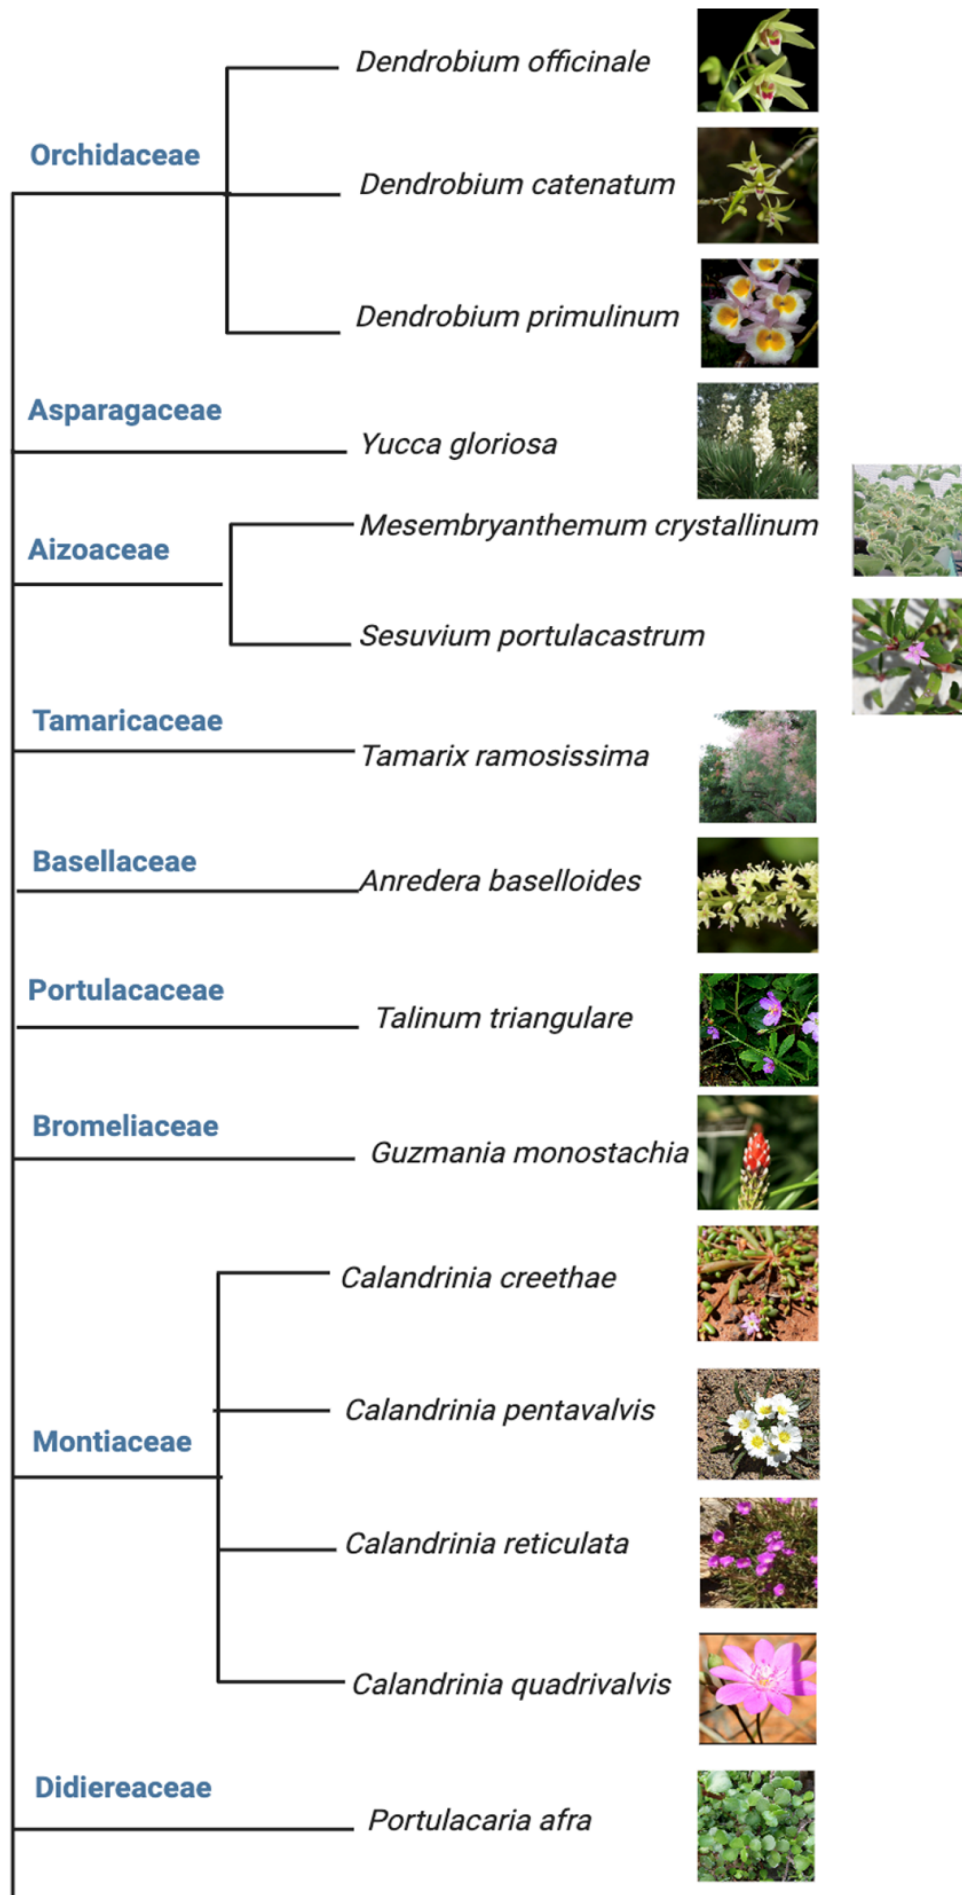 Dendrobium officinale
Orchidaceae
Dendrobium catenatum
Dendrobium primulinum
Asparagaceae
Yucca gloriosa
Mesembryanthemum crystallinum
Aizoaceae
Sesuvium portulacastrum
Tamaricaceae
Tamarix ramosissima
Basellaceae
Anredera baselloides
Portulacaceae
Talinum triangulare
Bromeliaceae
Guzmania monostachia
Calandrinia creethae
Calandrinia pentavalvis
Montiaceae
Calandrinia reticulata
Calandrinia quadrivalvis
Didiereaceae
Portulacaria afra